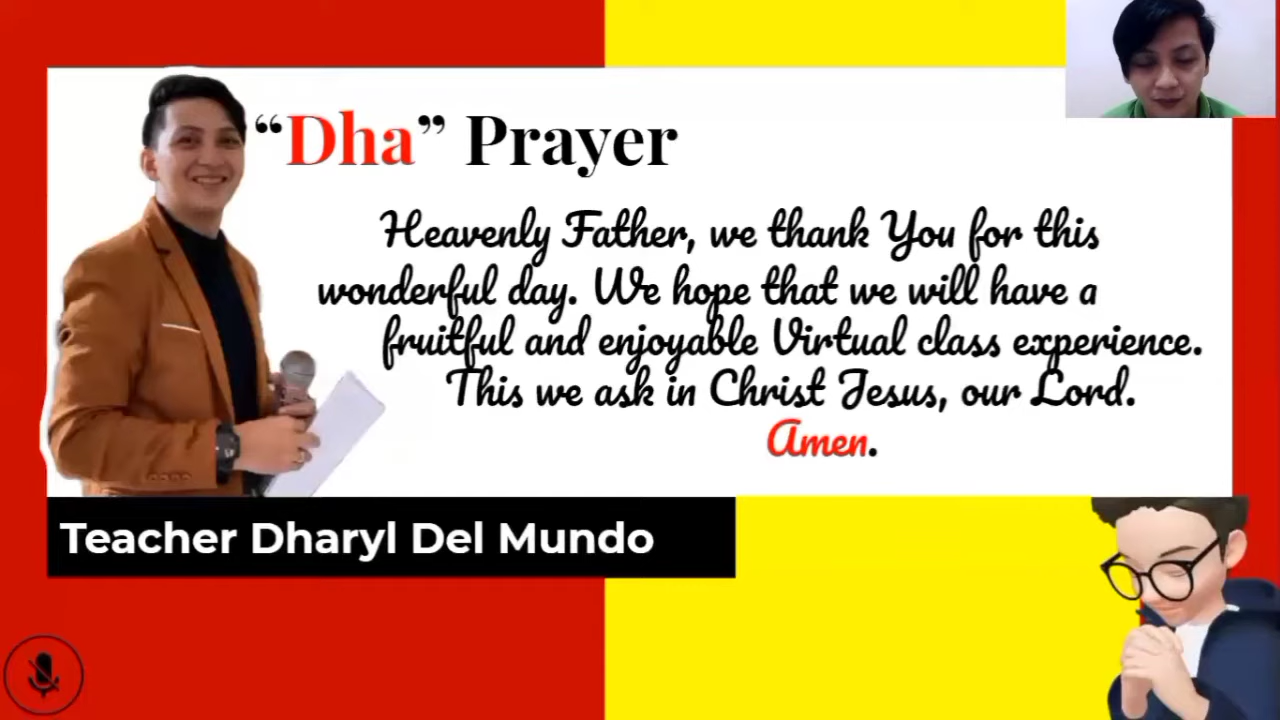 “Dha” Prayer
Heavenly Father, we thank You for this
wonderful day. We hope that we will have a
fruitful and enjoyable Virtual class experience.
This we ask in Christ Jesus, our Lord.
Amen.
Teacher Dharyl Del Mundo